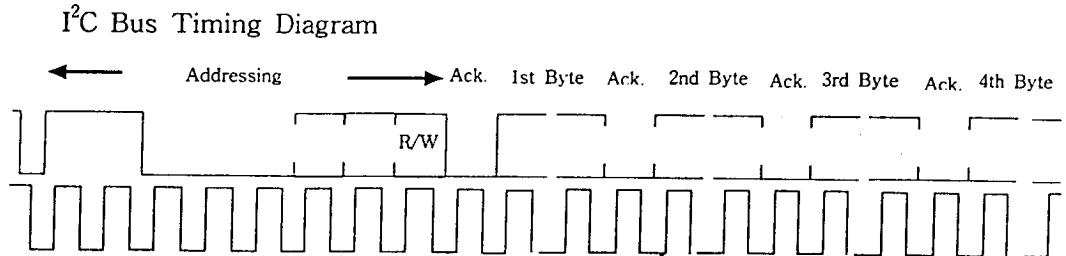 I²C Bus Timing Diagram
Addressing Ack. 1st Byte Ack. 2nd Byte Ack. 3rd Byte Ack. 4th Byte
R/W